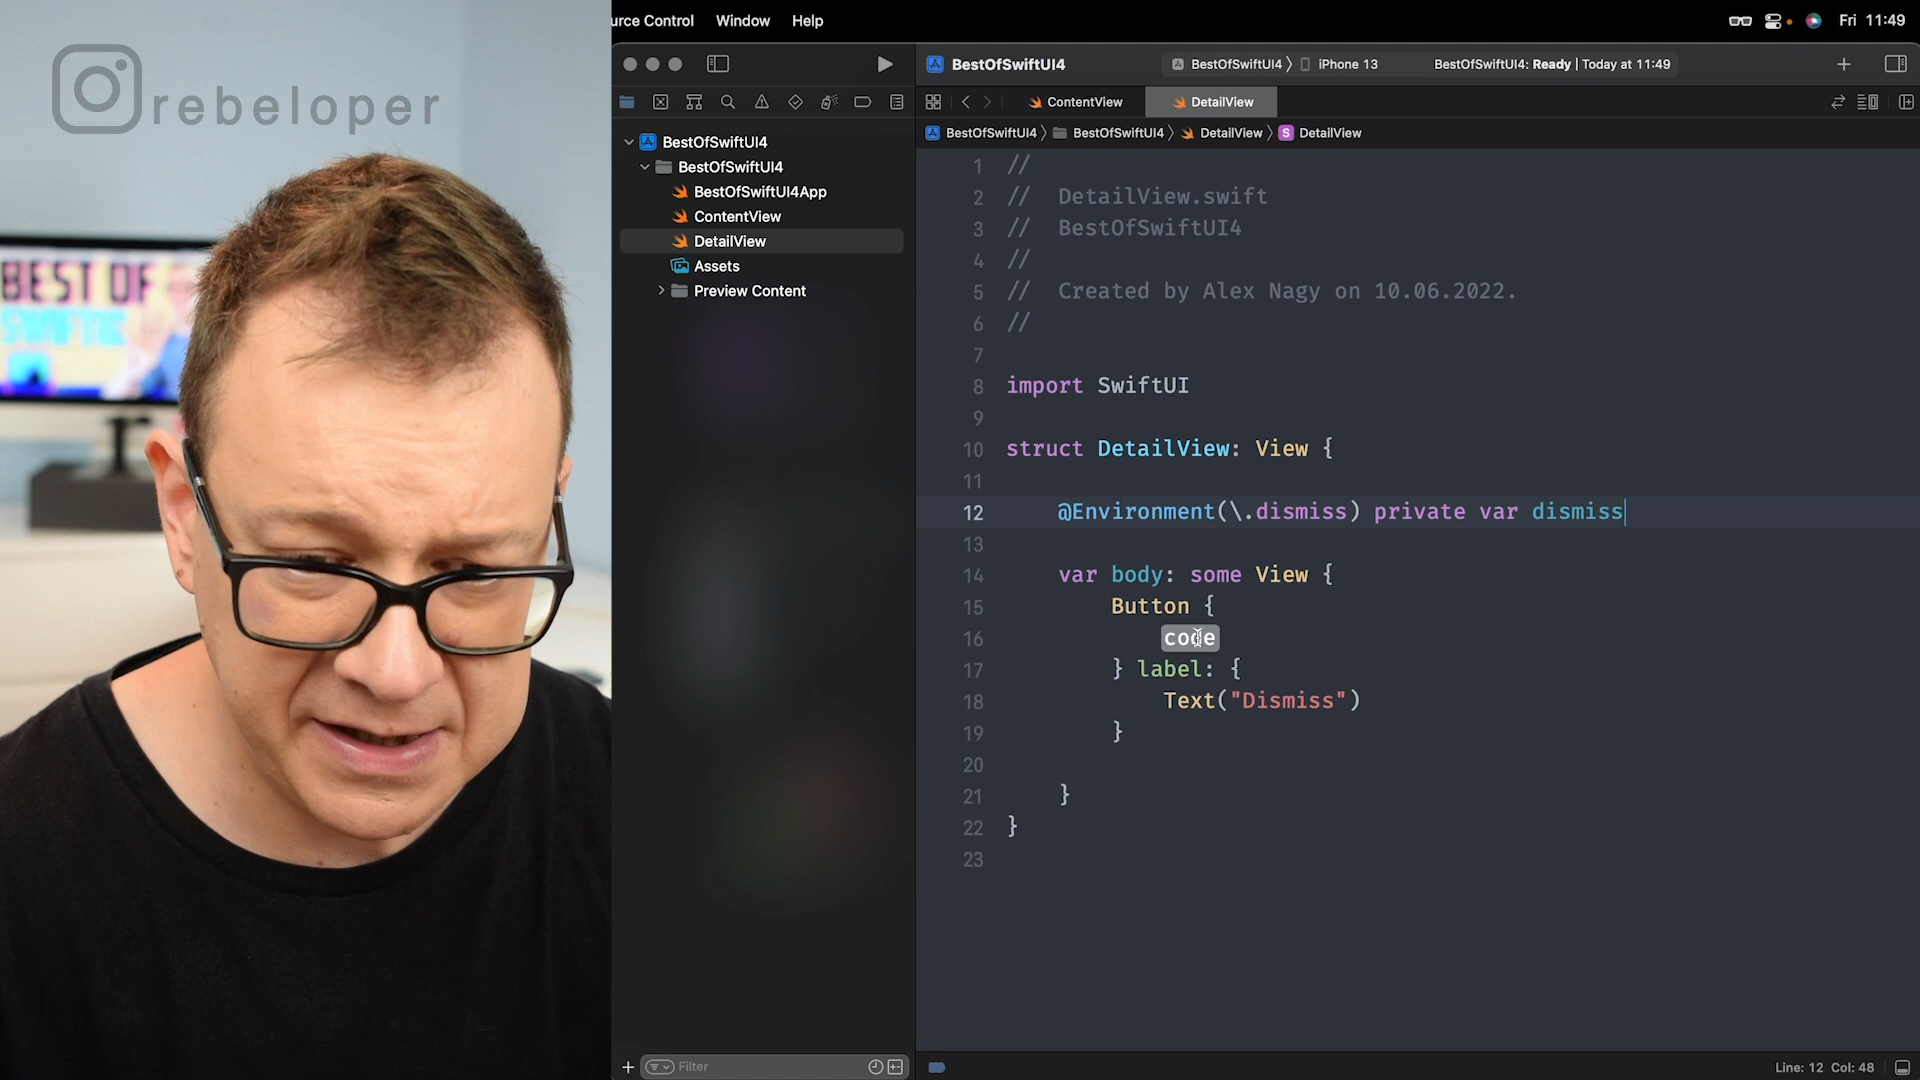 rebeloper
BEST OF
urce Control Window Help
Fri 11:49
BestOfSwiftUI4
BestOfSwiftUI4 iPhone 13
BestOfSwiftUI4: Ready | Today at 11:49
ContentView
DetailView
BestOfSwiftUI4 BestOfSwiftUI4 DetailView S DetailView
BestOfSwiftUI4
BestOfSwiftUI4
BestOfSwiftUI4App
ContentView
DetailView
Assets
Preview Content
1 //
2 // DetailView.swift
3 // BestOfSwiftUI4
4 //
5 // Created by Alex Nagy on 10.06.2022.
6 //
7
8 import SwiftUI
9
10 struct DetailView: View {
11
12 @Environment(\.dismiss) private var dismiss
13
14 var body: some View {
15 Button {
16 code
17 } label: {
18 Text("Dismiss")
19 }
20
21 }
22 }
23
Filter
Line: 12 Col: 48